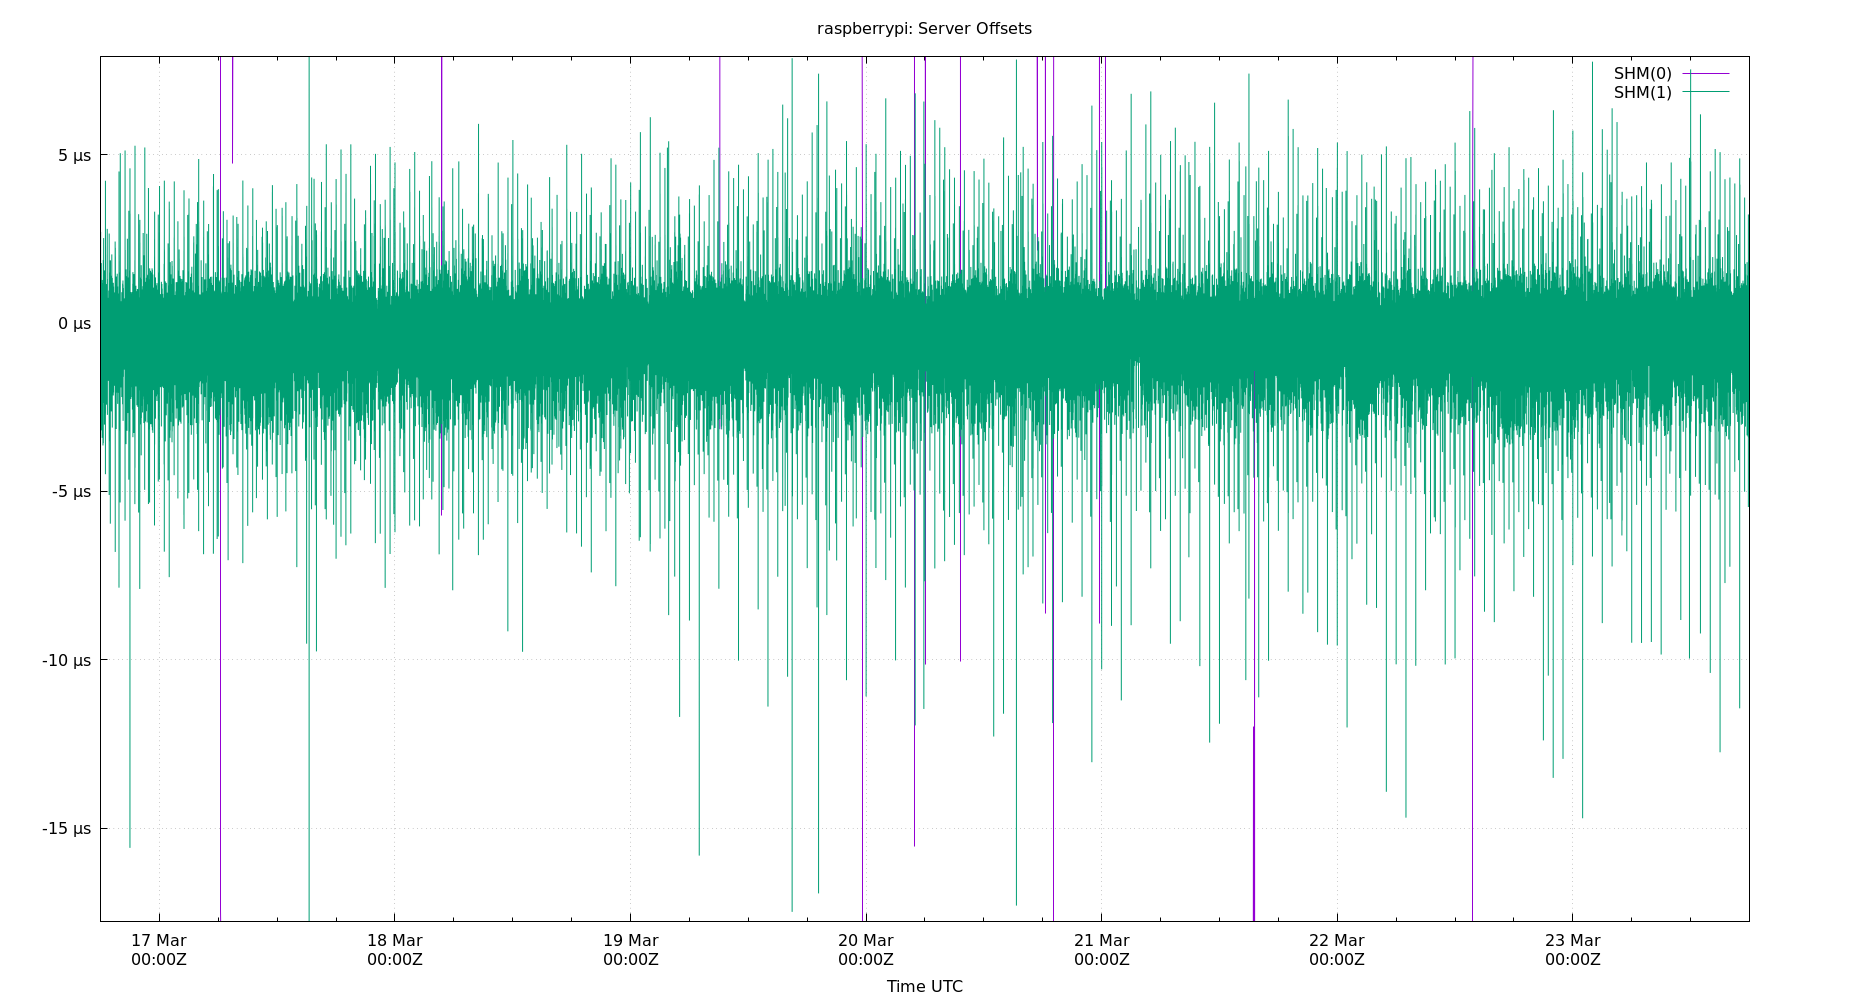 raspberrypi: Server Offsets
SHM(0)
SHM(1)
5 µs
0 µs
-5 µs
-10 µs
-15 µs
17 Mar 18 Mar 19 Mar 20 Mar 21 Mar 22 Mar 23 Mar
00:00Z 00:00Z 00:00Z 00:00Z 00:00Z 00:00Z 00:00Z
Time UTC